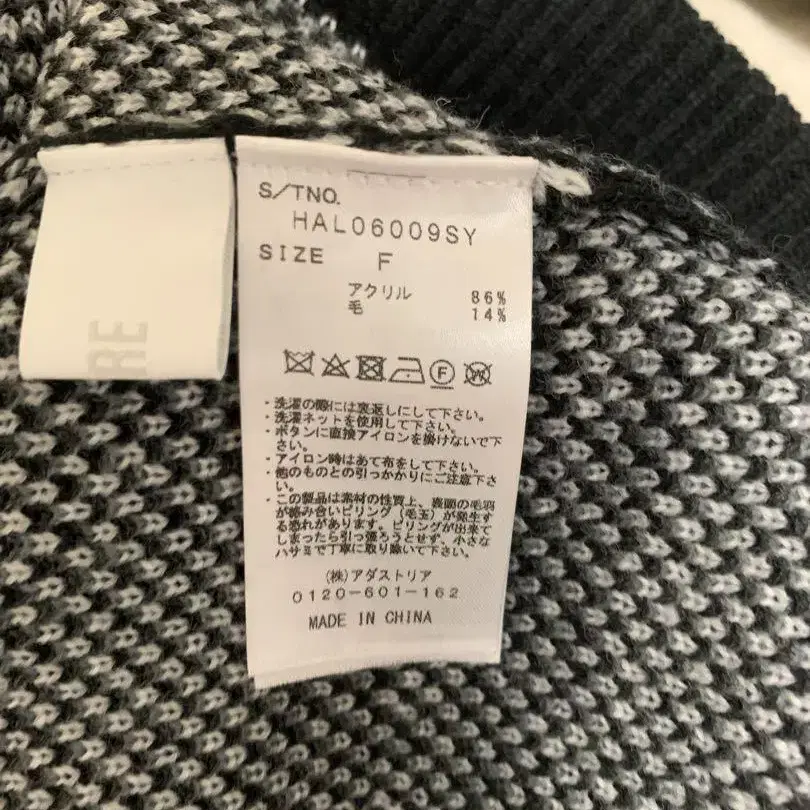 RE
S/TNO.
HAL06009SY
SIZE F
アクリル 86%
毛 14%
・洗濯の際には裏返しにして下さい。
・洗濯ネットを使用して下さい。
・ボタンに直接アイロンを掛けないで下
さい。
・アイロン時はあて布をして下さい。
・他のものとの引っかかりにご注意下さ
い。
・この製品は素材の性質上、裏面の毛羽
が絡み合いピリング(毛玉)が発生す
る恐れがあります。ピリングが出来て
しまったら引っ張ろうとせず、小さな
ハサミで丁寧に取り除いて下さい。
(株)アダストリア
0120-601-162
MADE IN CHINA